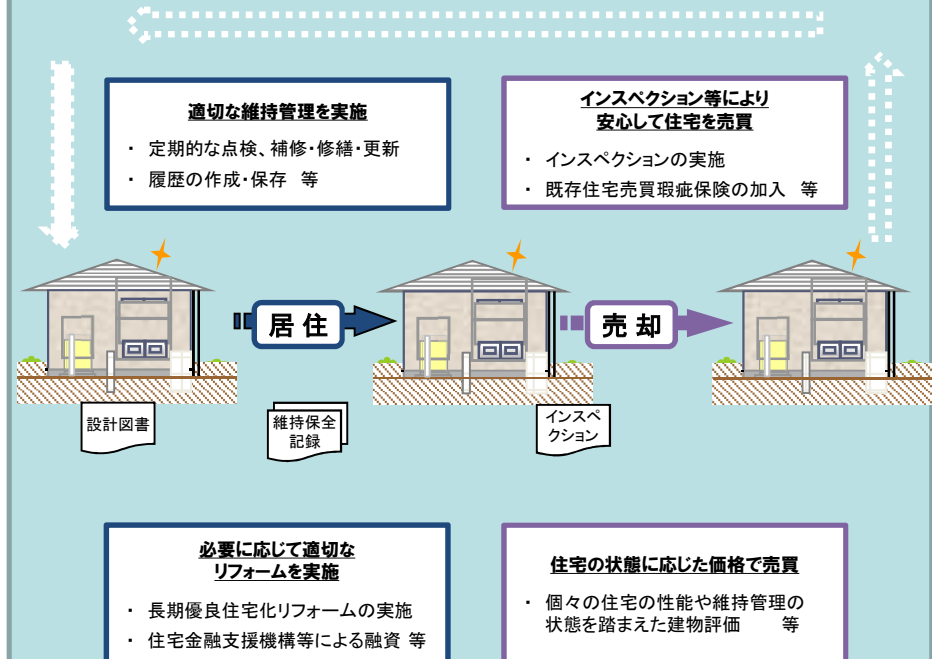 適切な維持管理を実施
・ 定期的な点検、補修・修繕・更新
・ 履歴の作成・保存 等
インスペクション等により
安心して住宅を売買
・ インスペクションの実施
・ 既存住宅売買瑕疵保険の加入 等
居住
売却
設計図書
維持保全
記録
インスペ
クション
必要に応じて適切な
リフォームを実施
・ 長期優良住宅化リフォームの実施
・ 住宅金融支援機構等による融資 等
住宅の状態に応じた価格で売買
・ 個々の住宅の性能や維持管理の
状態を踏まえた建物評価 等